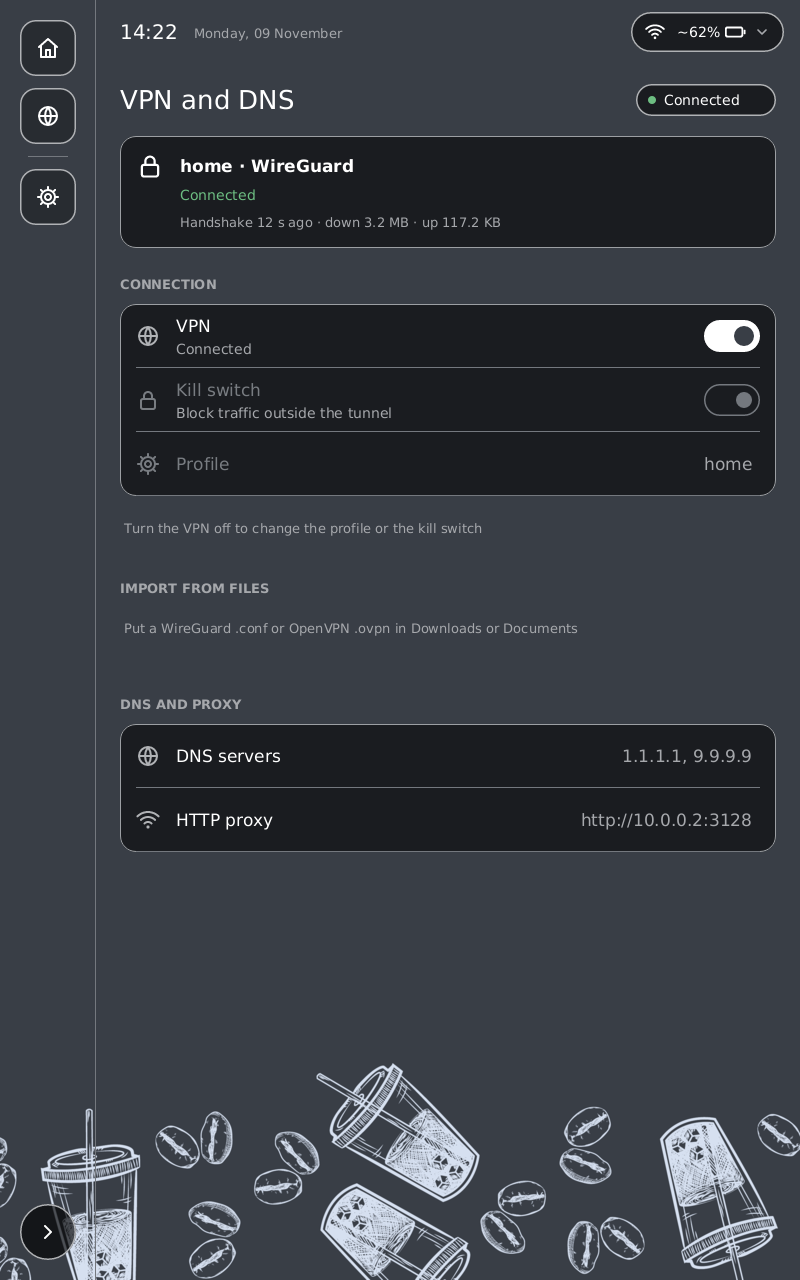 14:22 Monday, 09 November ~62%
VPN and DNS Connected
home · WireGuard
Connected
Handshake 12 s ago · down 3.2 MB · up 117.2 KB
CONNECTION
VPN
Connected
Kill switch
Block traffic outside the tunnel
Profile home
Turn the VPN off to change the profile or the kill switch
IMPORT FROM FILES
Put a WireGuard .conf or OpenVPN .ovpn in Downloads or Documents
DNS AND PROXY
DNS servers 1.1.1.1, 9.9.9.9
HTTP proxy http://10.0.0.2:3128